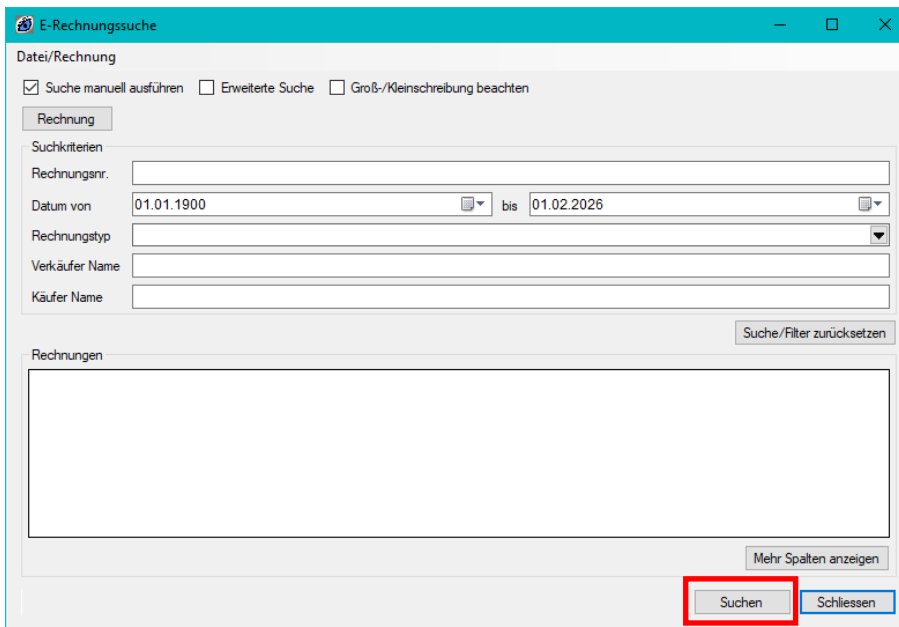 E-Rechnungssuche
Datei/Rechnung
Suche manuell ausführen Erweiterte Suche Groß-/Kleinschreibung beachten
Rechnung
Suchkriterien
Rechnungsnr.
Datum von 01.01.1900 bis 01.02.2026
Rechnungstyp
Verkäufer Name
Käufer Name
Suche/Filter zurücksetzen
Rechnungen
Mehr Spalten anzeigen
Suchen Schliessen